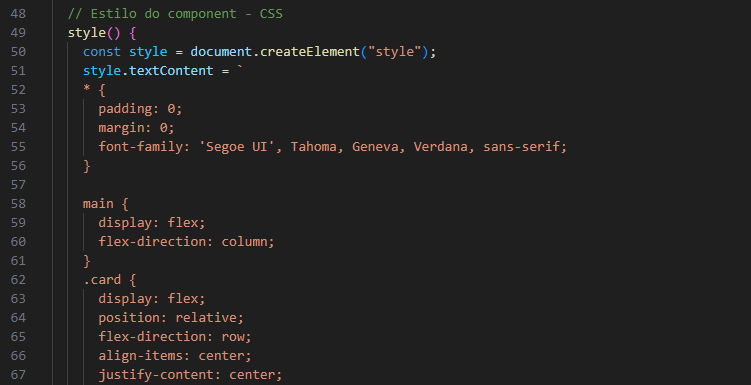 48 // Estilo do component - CSS
49 style() {
50 const style = document.createElement("style");
51 style.textContent = `
52 * {
53 padding: 0;
54 margin: 0;
55 font-family: 'Segoe UI', Tahoma, Geneva, Verdana, sans-serif;
56 }
57
58 main {
59 display: flex;
60 flex-direction: column;
61 }
62 .card {
63 display: flex;
64 position: relative;
65 flex-direction: row;
66 align-items: center;
67 justify-content: center;